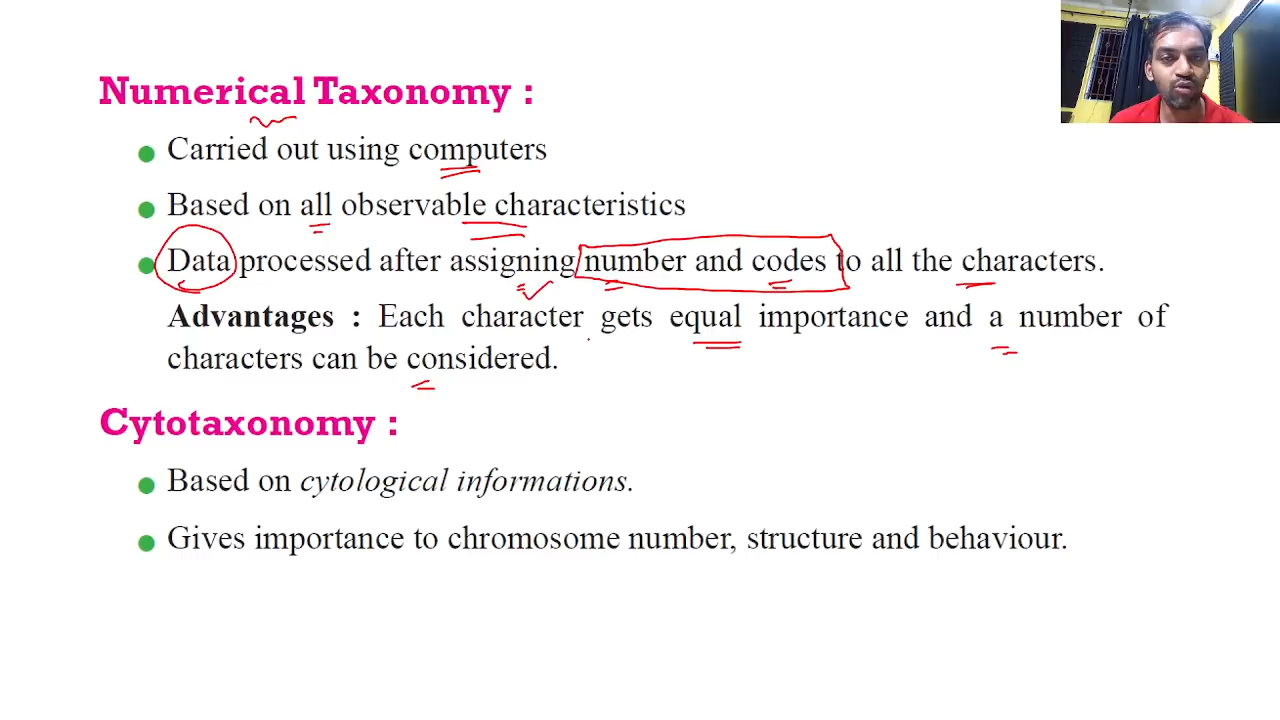 Numerical Taxonomy :
Carried out using computers
Based on all observable characteristics
Data processed after assigning number and codes to all the characters.
Advantages : Each character gets equal importance and a number of
characters can be considered.
Cytotaxonomy :
Based on cytological informations.
Gives importance to chromosome number, structure and behaviour.